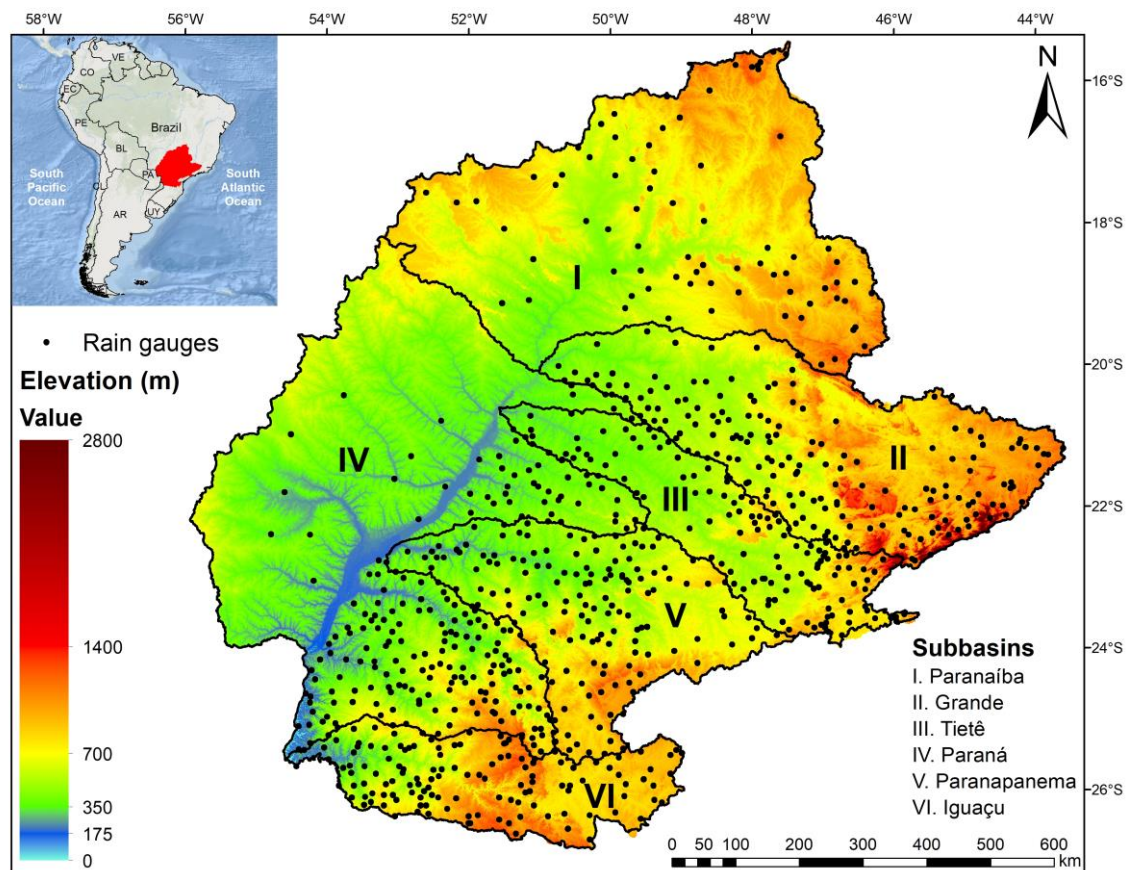 58°W 56°W 54°W 52°W 50°W 48°W 46°W 44°W
VE
CO
EC
PE
Brazil
BL
PA
CL
South
Pacific
Ocean
South
Atlantic
Ocean
AR
UY
N
16°S
18°S
20°S
22°S
24°S
26°S
Rain gauges
Elevation (m)
Value
2800
1400
700
350
175
0
I
II
III
IV
V
VI
Subbasins
I. Paranaíba
II. Grande
III. Tietê
IV. Paraná
V. Paranapanema
VI. Iguaçu
0 50 100 200 300 400 500 600
km